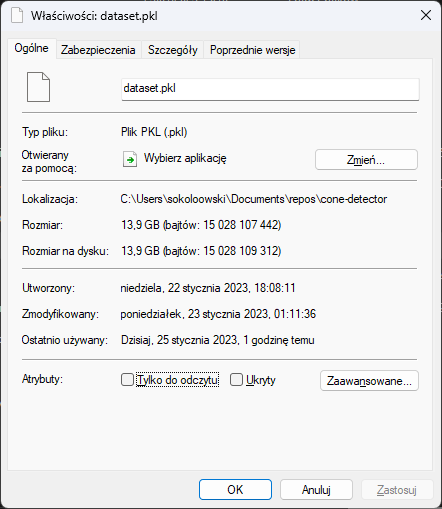 Właściwości: dataset.pkl
Ogólne Zabezpieczenia Szczegóły Poprzednie wersje
dataset.pkl
Typ pliku: Plik PKL (.pkl)
Otwierany
za pomocą: Wybierz aplikację Zmień...
Lokalizacja: C:\Users\sokoloowski\Documents\repos\cone-detector
Rozmiar: 13,9 GB (bajtów: 15 028 107 442)
Rozmiar na dysku: 13,9 GB (bajtów: 15 028 109 312)
Utworzony: niedziela, 22 stycznia 2023, 18:08:11
Zmodyfikowany: poniedziałek, 23 stycznia 2023, 01:11:36
Ostatnio używany: Dzisiaj, 25 stycznia 2023, 1 godzinę temu
Atrybuty: Tylko do odczytu Ukryty Zaawansowane...
OK Anuluj Zastosuj